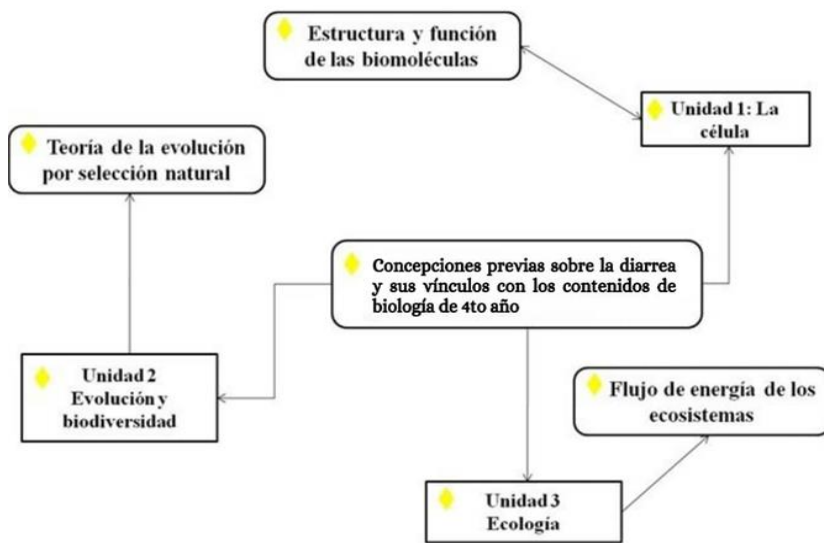 Estructura y función
de las biomoléculas
Unidad 1: La
célula
Teoría de la evolución
por selección natural
Concepciones previas sobre la diarrea
y sus vínculos con los contenidos de
biología de 4to año
Unidad 2
Evolución y
biodiversidad
Flujo de energía de los
ecosistemas
Unidad 3
Ecología